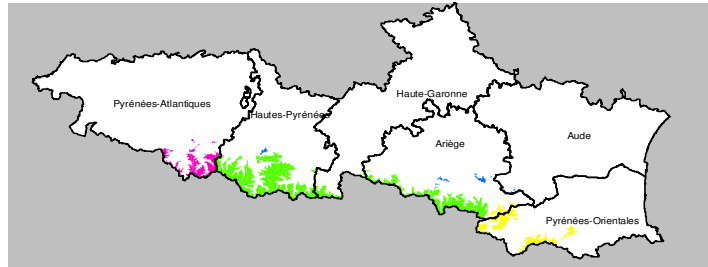 Haute-Garonne
Pyrénées-Atlantiques
Hautes-Pyrénées
Ariège
Aude
Pyrénées-Orientales